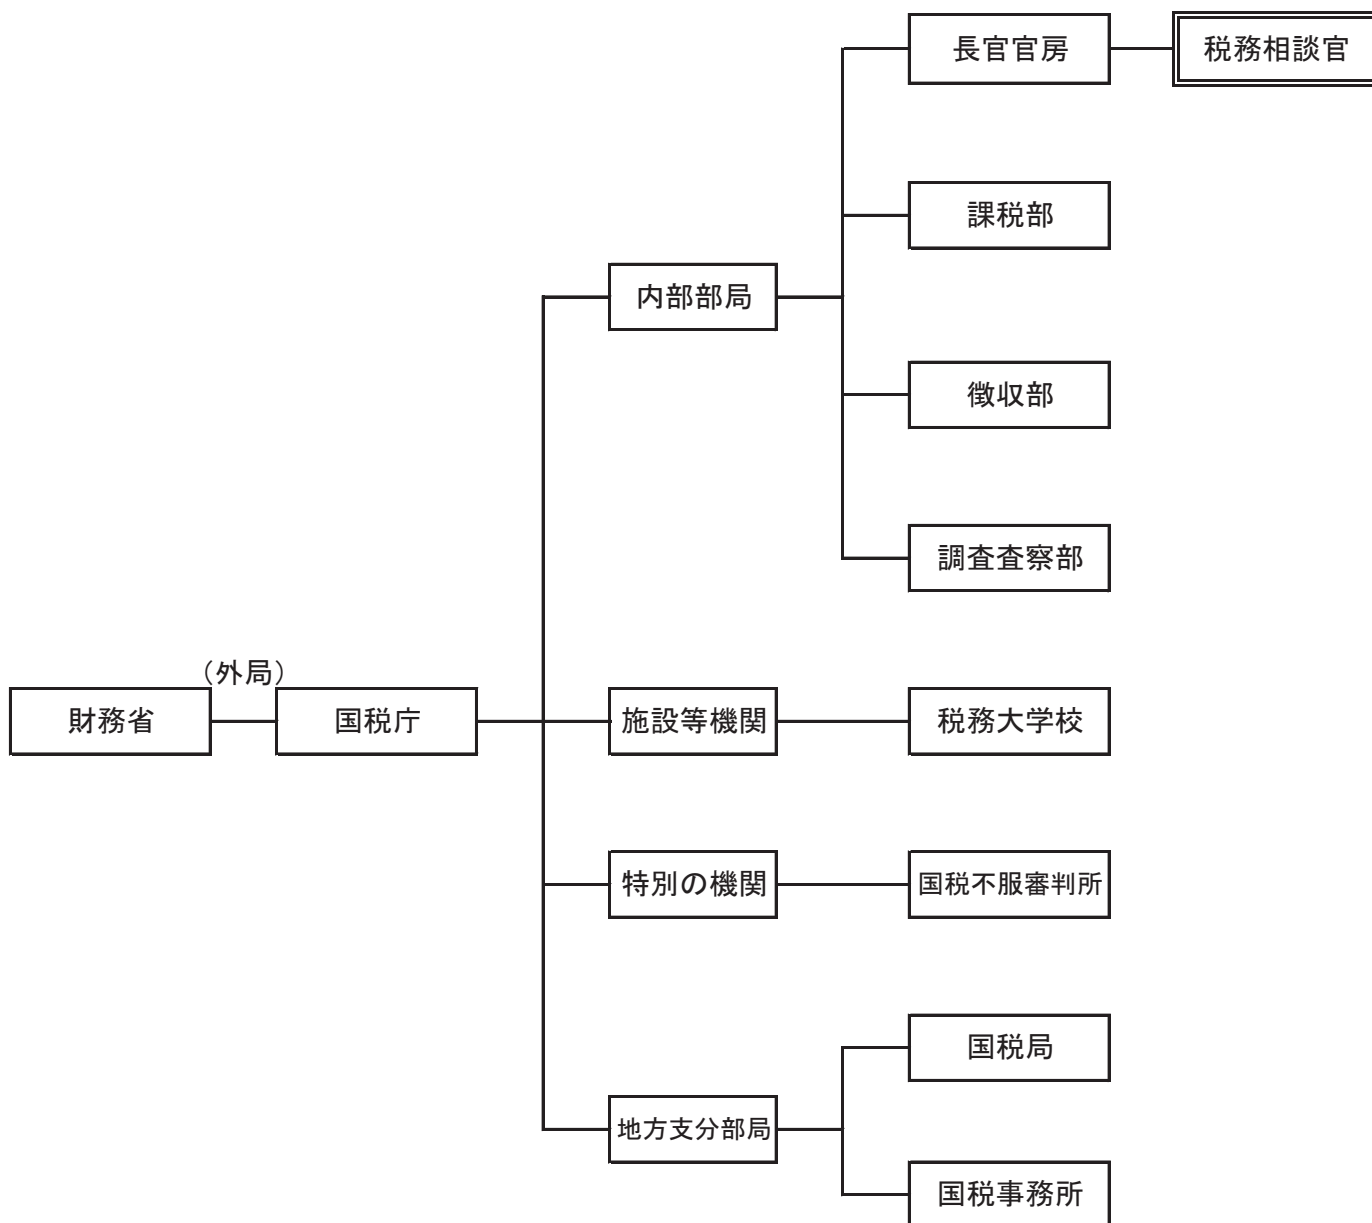 長官官房
税務相談官
課税部
内部部局
徴収部
調査査察部
（外局）
財務省
国税庁
施設等機関
税務大学校
特別の機関
国税不服審判所
国税局
地方支分部局
国税事務所